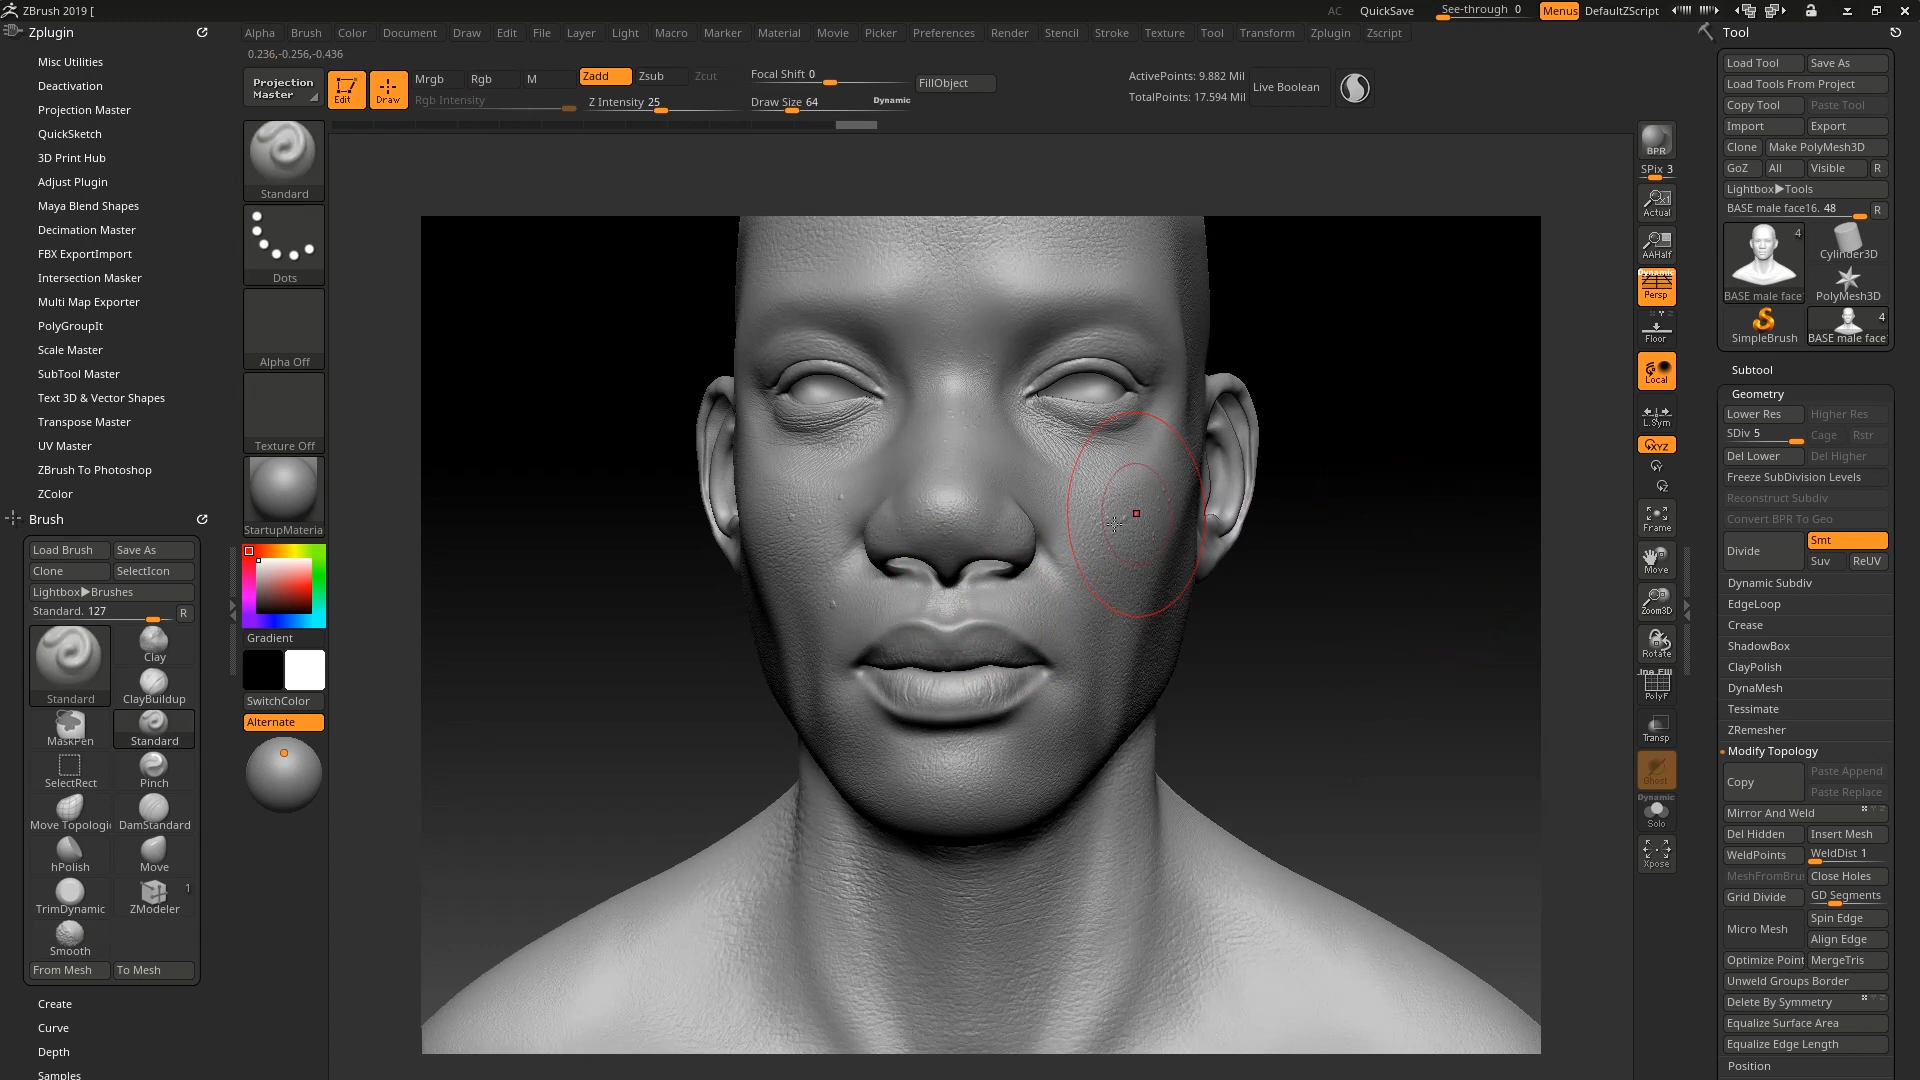 ZBrush 2019 [
AC QuickSave See-through 0 Menus DefaultZScript
Zplugin
Alpha Brush Color Document Draw Edit File Layer Light Macro Marker Material Movie Picker Preferences Render Stencil Stroke Texture Tool Transform Zplugin Zscript
Tool
0.236,-0.256,-0.436
Misc Utilities
Deactivation
Projection Master
QuickSketch
3D Print Hub
Adjust Plugin
Maya Blend Shapes
Decimation Master
FBX ExportImport
Intersection Masker
Multi Map Exporter
PolyGroupIt
Scale Master
SubTool Master
Text 3D & Vector Shapes
Transpose Master
UV Master
ZBrush To Photoshop
ZColor
Brush
Load Brush Save As
Clone SelectIcon
Lightbox▶Brushes
Standard. 127 R
Standard
Clay
ClayBuildup
MaskPen Standard
SelectRect Pinch
Move Topologi DamStandard
hPolish Move
TrimDynamic ZModeler 1
Smooth
From Mesh To Mesh
Create
Curve
Depth
Samples
Projection Master
Edit Draw
Mrgb Rgb M Zadd Zsub Zcut
Rgb Intensity Z Intensity 25
Focal Shift 0
Draw Size 64 Dynamic
FillObject
ActivePoints: 9.882 Mil
TotalPoints: 17.594 Mil
Live Boolean
Standard
Dots
Alpha Off
Texture Off
StartupMateria
Gradient
SwitchColor
Alternate
BPR
SPix 3
Actual
AAHalf
Dynamic
Persp
Floor
Local
L.Sym
XYZ
Frame
Move
Zoom3D
Rotate
Line Fill
PolyF
Transp
Ghost
Dynamic
Solo
Xpose
Load Tool Save As
Load Tools From Project
Copy Tool Paste Tool
Import Export
Clone Make PolyMesh3D
GoZ All Visible R
Lightbox▶Tools
BASE male face16. 48 R
4
Cylinder3D
BASE male face PolyMesh3D
4
SimpleBrush BASE male face
Subtool
Geometry
Lower Res Higher Res
SDiv 5 Cage Rstr
Del Lower Del Higher
Freeze SubDivision Levels
Reconstruct Subdiv
Convert BPR To Geo
Divide Smt
Suv ReUV
Dynamic Subdiv
EdgeLoop
Crease
ShadowBox
ClayPolish
DynaMesh
Tessimate
ZRemesher
Modify Topology
Copy Paste Append
Paste Replace
Mirror And Weld
Del Hidden Insert Mesh
WeldPoints WeldDist 1
MeshFromBrus Close Holes
Grid Divide GD Segments
Micro Mesh Spin Edge
Align Edge
Optimize Point MergeTris
Unweld Groups Border
Delete By Symmetry
Equalize Surface Area
Equalize Edge Length
Position